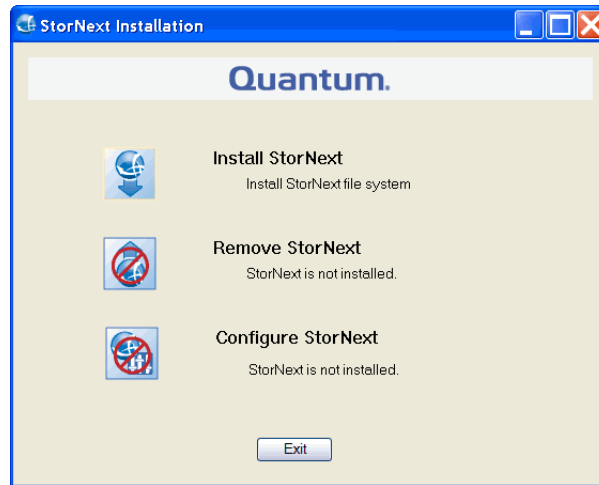 StorNext Installation
Quantum.
Install StorNext
Install StorNext file system
Remove StorNext
StorNext is not installed.
Configure StorNext
StorNext is not installed.
Exit